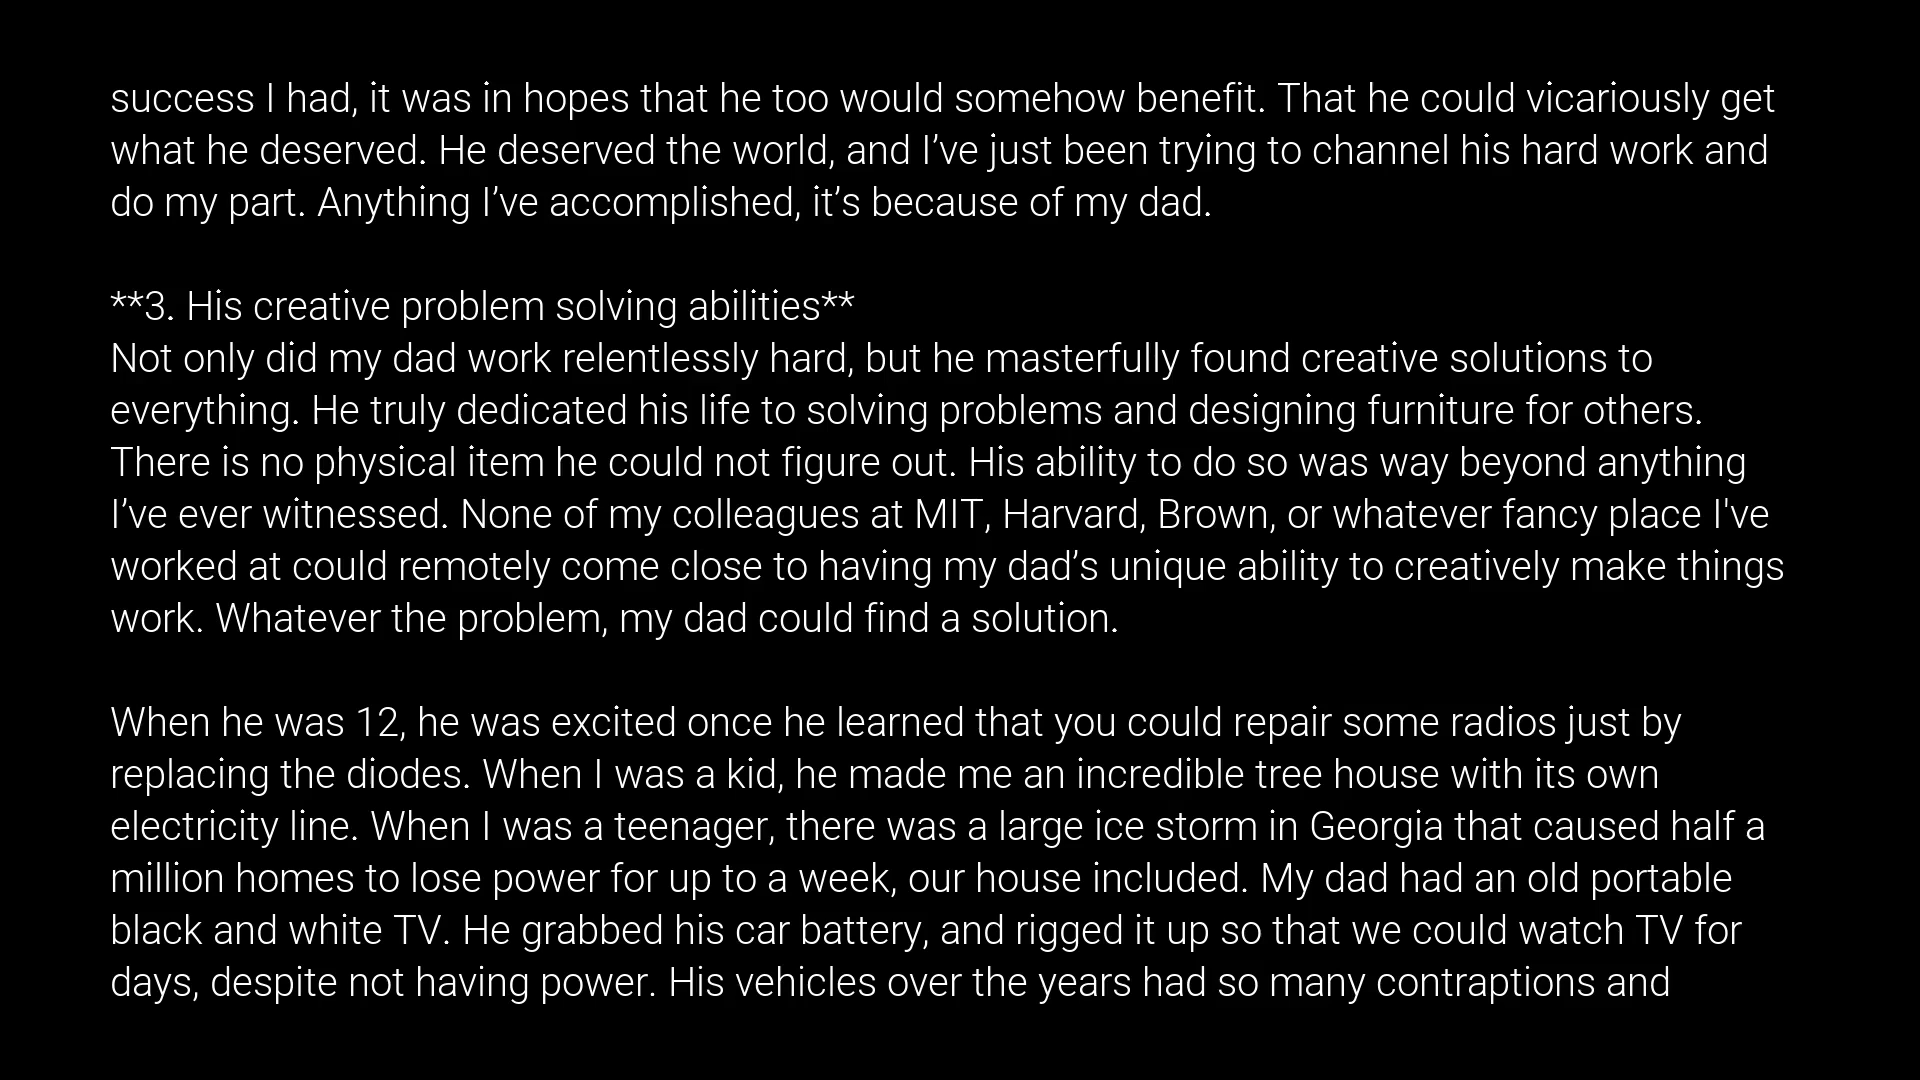 success I had, it was in hopes that he too would somehow benefit. That he could vicariously get
what he deserved. He deserved the world, and I’ve just been trying to channel his hard work and
do my part. Anything I’ve accomplished, it’s because of my dad.
**3. His creative problem solving abilities**
Not only did my dad work relentlessly hard, but he masterfully found creative solutions to
everything. He truly dedicated his life to solving problems and designing furniture for others.
There is no physical item he could not figure out. His ability to do so was way beyond anything
I’ve ever witnessed. None of my colleagues at MIT, Harvard, Brown, or whatever fancy place I've
worked at could remotely come close to having my dad’s unique ability to creatively make things
work. Whatever the problem, my dad could find a solution.
When he was 12, he was excited once he learned that you could repair some radios just by
replacing the diodes. When I was a kid, he made me an incredible tree house with its own
electricity line. When I was a teenager, there was a large ice storm in Georgia that caused half a
million homes to lose power for up to a week, our house included. My dad had an old portable
black and white TV. He grabbed his car battery, and rigged it up so that we could watch TV for
days, despite not having power. His vehicles over the years had so many contraptions and